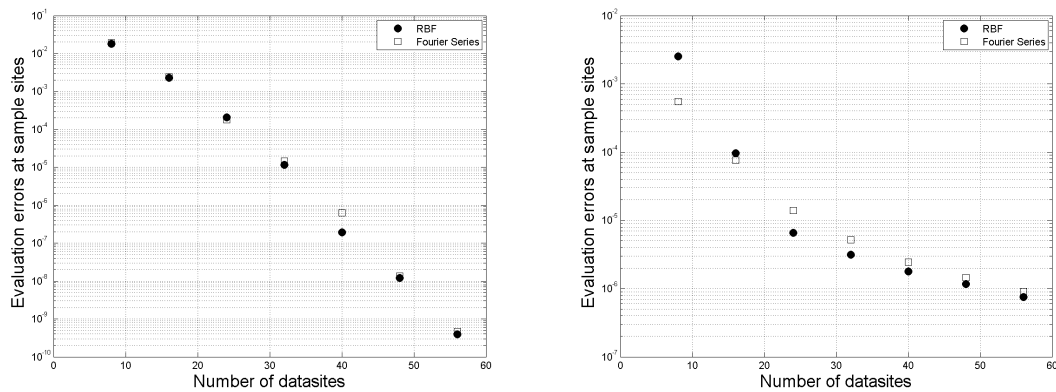 Evaluation errors at sample sites
10^-1
10^-2
10^-3
10^-4
10^-5
10^-6
10^-7
10^-8
10^-9
10^-10
RBF
Fourier Series
0 10 20 30 40 50 60
Number of datasites
Evaluation errors at sample sites
10^-2
10^-3
10^-4
10^-5
10^-6
10^-7
RBF
Fourier Series
0 10 20 30 40 50 60
Number of datasites